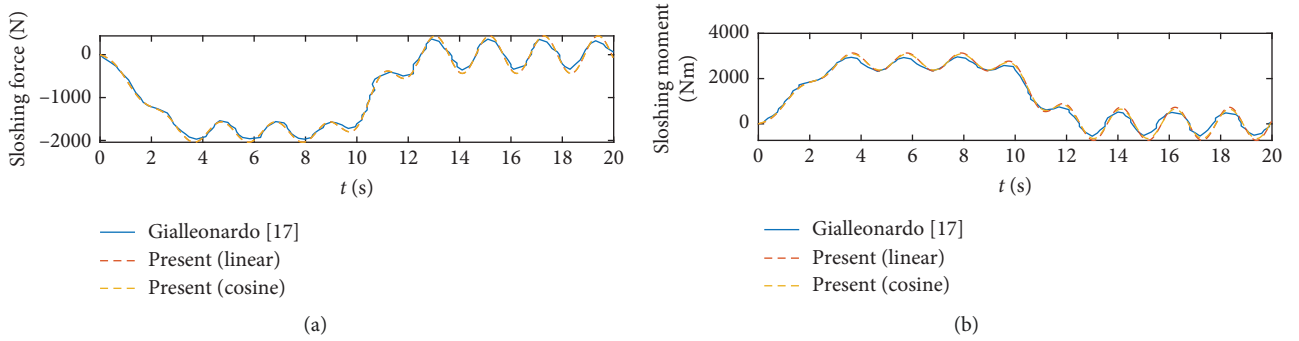 Sloshing force (N)
0
−1000
−2000
0 2 4 6 8 10 12 14 16 18 20
t (s)
Gialleonardo [17]
Present (linear)
Present (cosine)
(a)
Sloshing moment
(Nm)
4000
2000
0
0 2 4 6 8 10 12 14 16 18 20
t (s)
Gialleonardo [17]
Present (linear)
Present (cosine)
(b)